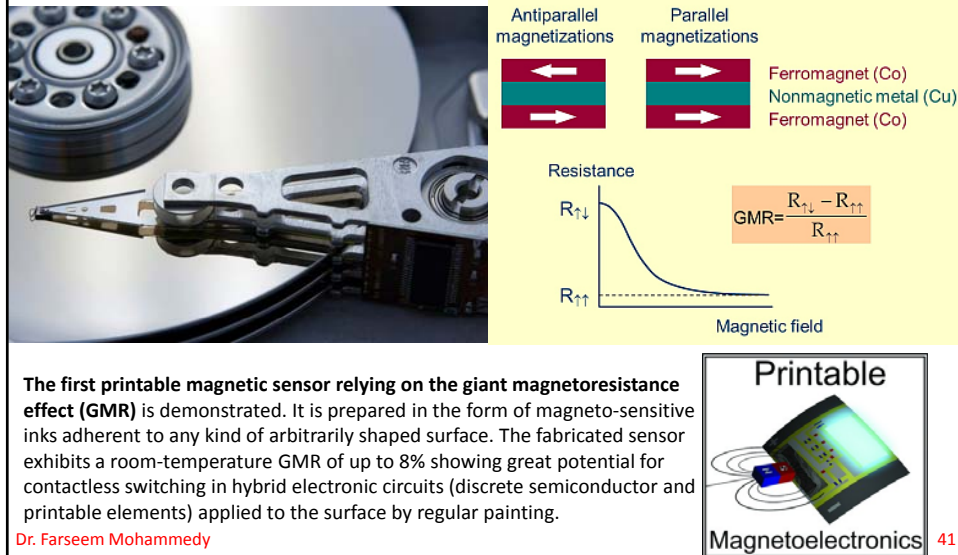 Antiparallel
magnetizations
Parallel
magnetizations
Ferromagnet (Co)
Nonmagnetic metal (Cu)
Ferromagnet (Co)
Resistance
R↑↓
R↑↑
GMR= R↑↓ − R↑↑
R↑↑
Magnetic field
The first printable magnetic sensor relying on the giant magnetoresistance
effect (GMR) is demonstrated. It is prepared in the form of magneto-sensitive
inks adherent to any kind of arbitrarily shaped surface. The fabricated sensor
exhibits a room-temperature GMR of up to 8% showing great potential for
contactless switching in hybrid electronic circuits (discrete semiconductor and
printable elements) applied to the surface by regular painting.
Printable
Magnetoelectronics
Dr. Farseem Mohammedy
41